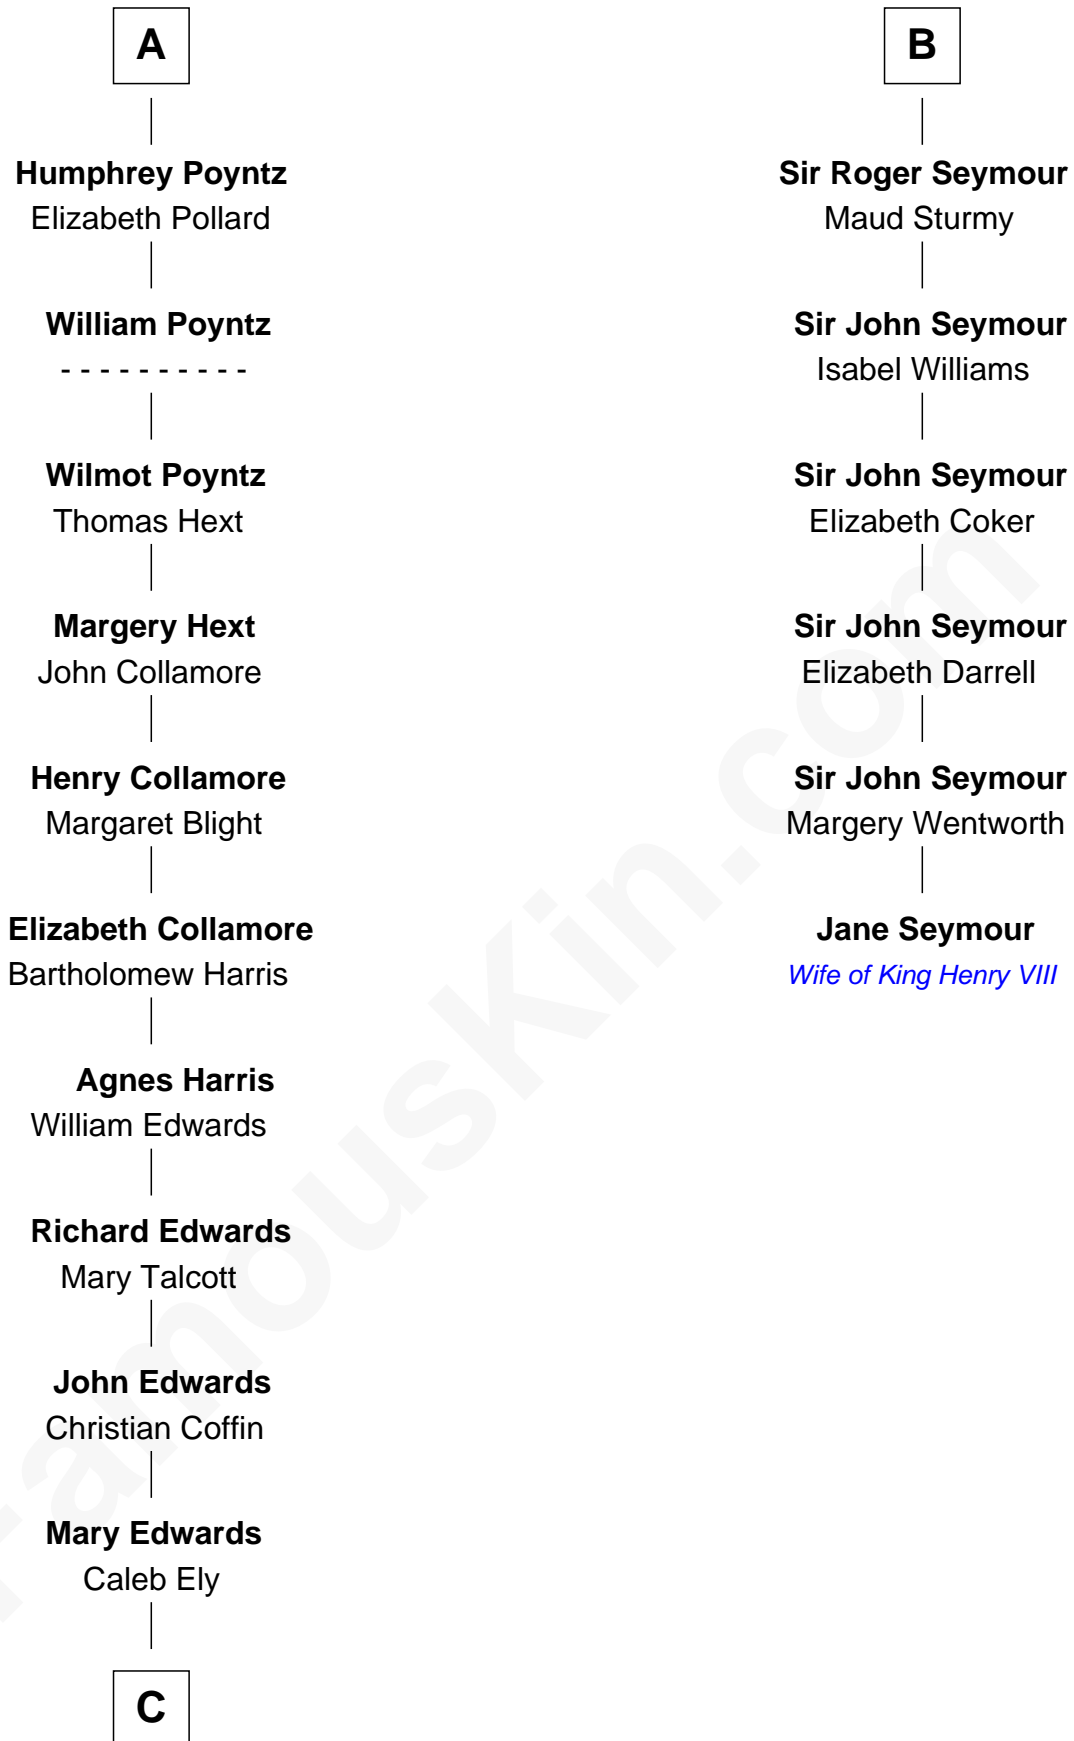 A
Humphrey Poyntz
Elizabeth Pollard
William Poyntz
- - - - - - - - - -
Wilmot Poyntz
Thomas Hext
Margery Hext
John Collamore
Henry Collamore
Margaret Blight
Elizabeth Collamore
Bartholomew Harris
Agnes Harris
William Edwards
Richard Edwards
Mary Talcott
John Edwards
Christian Coffin
Mary Edwards
Caleb Ely
C
B
Sir Roger Seymour
Maud Sturmy
Sir John Seymour
Isabel Williams
Sir John Seymour
Elizabeth Coker
Sir John Seymour
Elizabeth Darrell
Sir John Seymour
Margery Wentworth
Jane Seymour
Wife of King Henry VIII
FamousKin.com